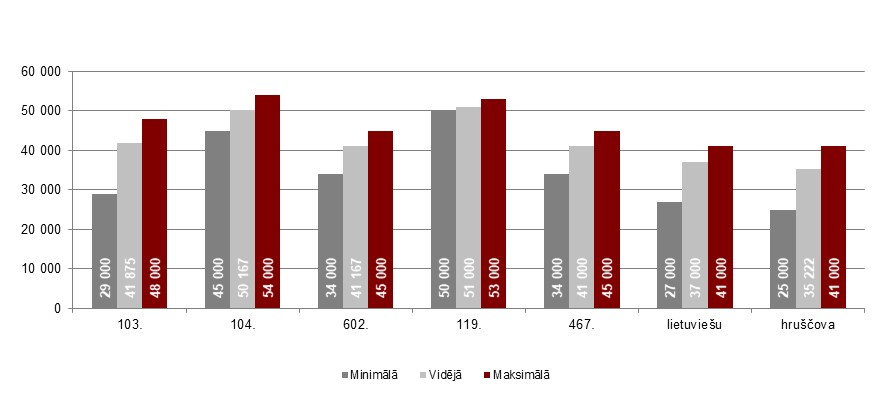 60 000
50 000
40 000
30 000
20 000
10 000
0
29 000 41 875 48 000 45 000 50 167 54 000 34 000 41 167 45 000 50 000 51 000 53 000 34 000 41 000 45 000 27 000 37 000 41 000 25 000 35 222 41 000
103. 104. 602. 119. 467. lietuviešu hruščova
Minimālā Vidējā Maksimālā